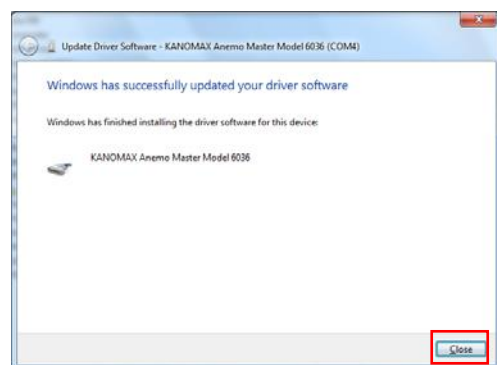 Update Driver Software - KANOMAX Anemo Master Model 6036 (COM4)
Windows has successfully updated your driver software
Windows has finished installing the driver software for this device:
KANOMAX Anemo Master Model 6036
Close